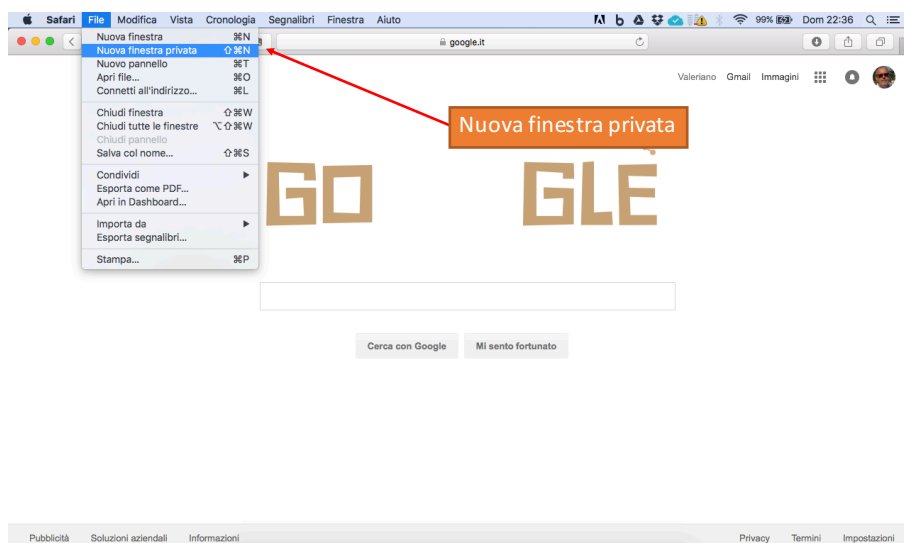 Safari File Modifica Vista Cronologia Segnalibri Finestra Aiuto 99% Dom 22:36
google.it
Nuova finestra ⌘N
Nuova finestra privata ⇧⌘N
Nuovo pannello ⌘T
Apri file... ⌘O
Connetti all'indirizzo... ⌘L
Chiudi finestra ⇧⌘W
Chiudi tutte le finestre ⌥⇧⌘W
Chiudi pannello
Salva col nome... ⇧⌘S
Condividi
Esporta come PDF...
Apri in Dashboard...
Importa da
Esporta segnalibri...
Stampa... ⌘P
Valeriano Gmail Immagini
Nuova finestra privata
GO GLE
Cerca con Google Mi sento fortunato
Pubblicità Soluzioni aziendali Informazioni Privacy Termini Impostazioni